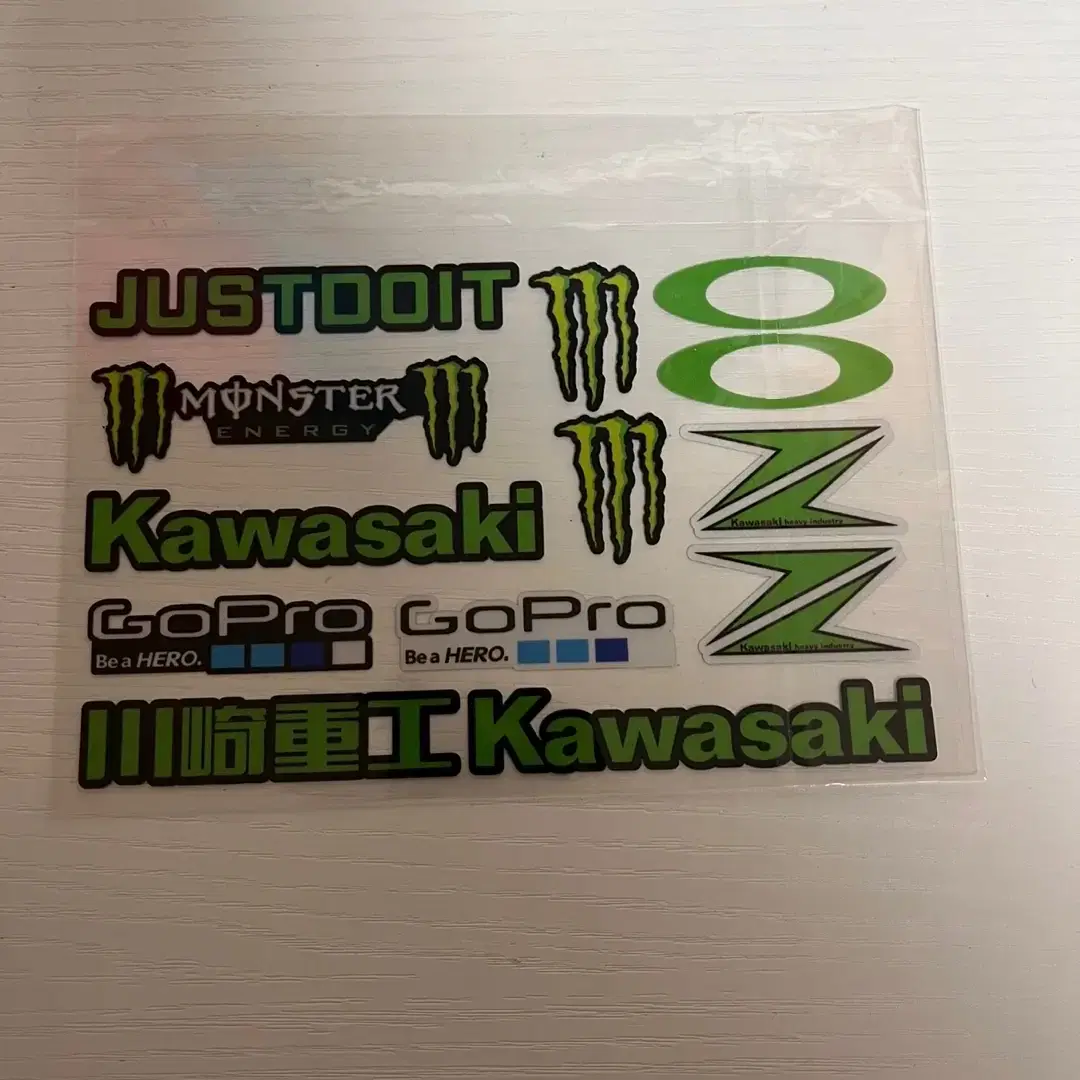 JUSTDOIT
MONSTER
ENERGY
Kawasaki
Kawasaki heavy industry
GoPro
Be a HERO.
GoPro
Be a HERO.
Kawasaki heavy industry
川崎重工 Kawasaki